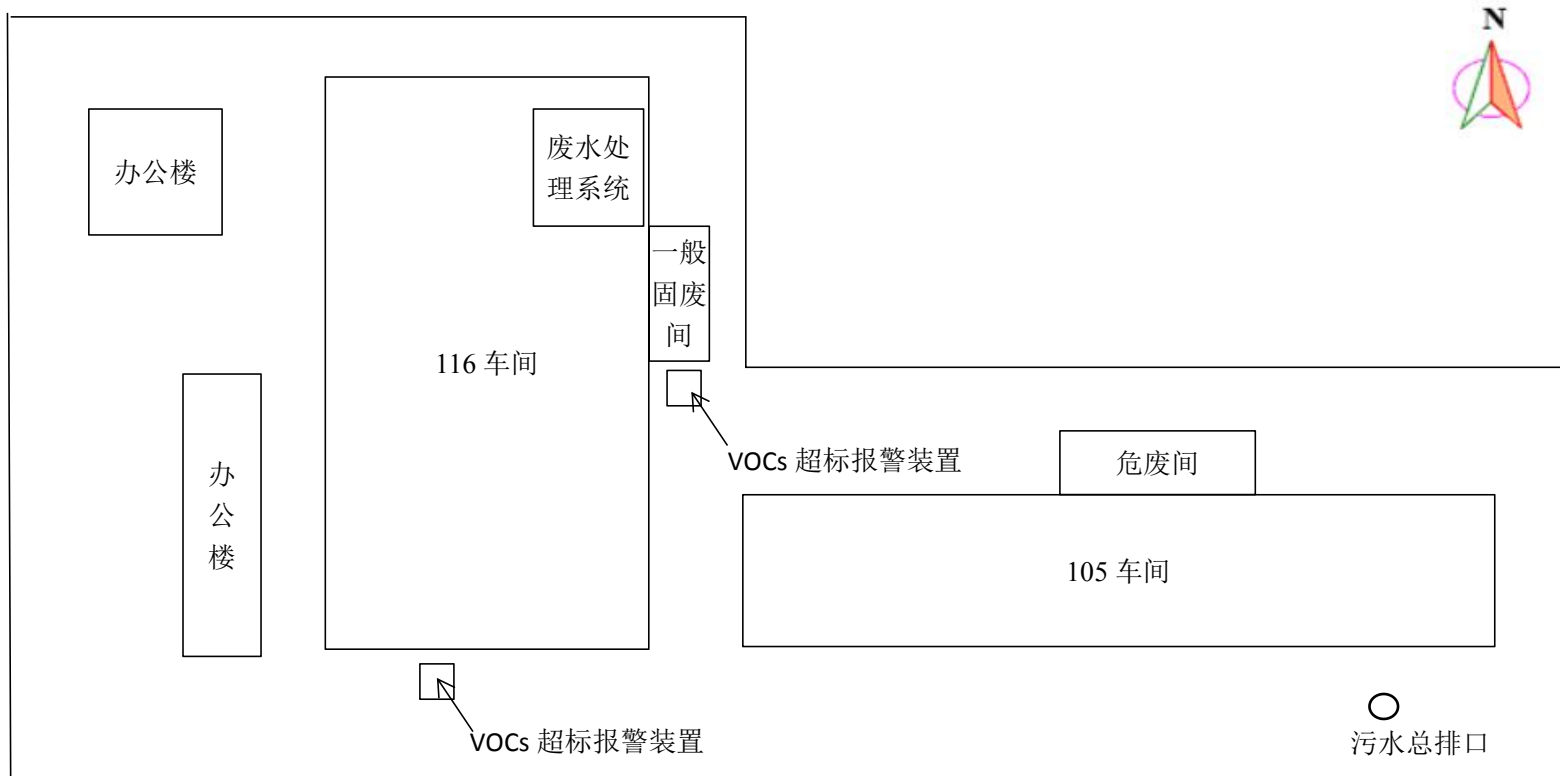 N
办公楼
废水处
理系统
一般
固废
间
116 车间
VOCs 超标报警装置
危废间
办
公
楼
105 车间
VOCs 超标报警装置
污水总排口